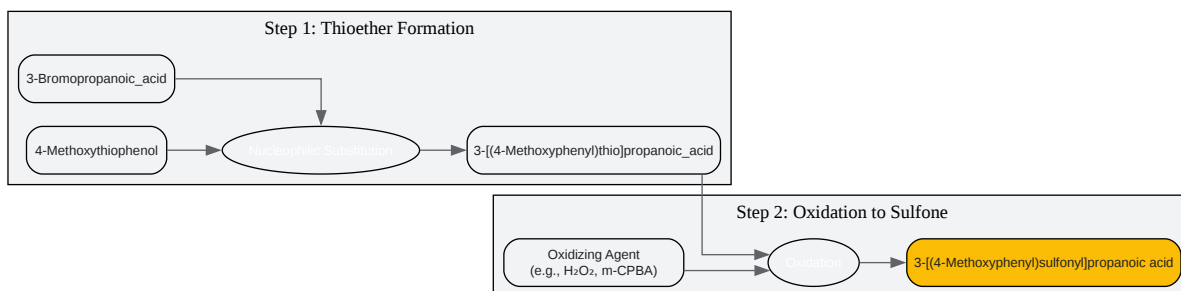 Step 1: Thioether Formation
3-Bromopropanoic_acid
4-Methoxythiophenol
Nucleophilic Substitution
3-[(4-Methoxyphenyl)thio]propanoic_acid
Step 2: Oxidation to Sulfone
Oxidizing Agent
(e.g., H₂O₂, m-CPBA)
Oxidation
3-[(4-Methoxyphenyl)sulfonyl]propanoic acid